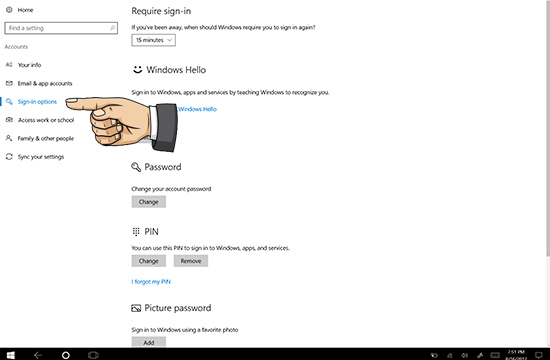 Home
Find a setting
Accounts
Your info
Email & app accounts
Sign-in options
Access work or school
Family & other people
Sync your settings
Require sign-in
If you've been away, when should Windows require you to sign in again?
15 minutes
Windows Hello
Sign in to Windows, apps and services by teaching Windows to recognize you.
Windows Hello
Password
Change your account password
Change
PIN
You can use this PIN to sign in to Windows, apps, and services.
Change Remove
I forgot my PIN
Picture password
Sign in to Windows using a favorite photo
Add
7:51 PM